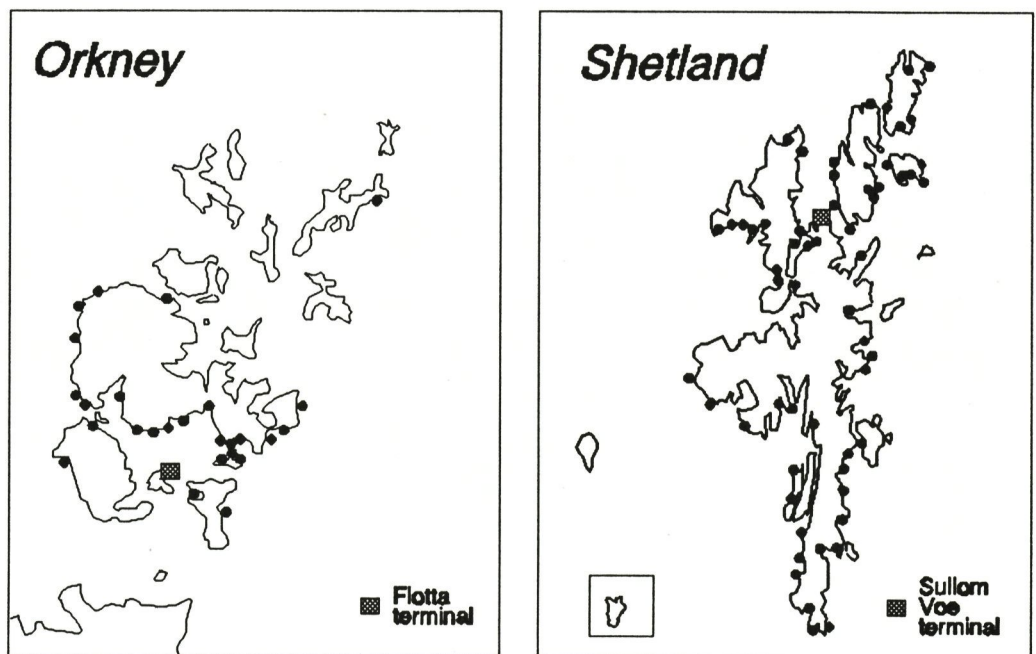 Orkney
Flotta
terminal
Shetland
Sullom
Voe
terminal